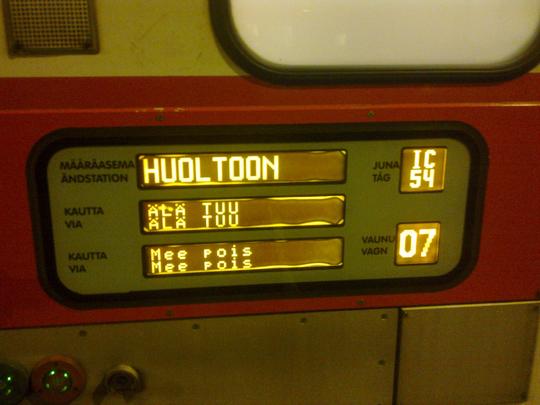 MÄÄRÄASEMA
ÄNDSTATION
HUOLTOON
JUNA
TÅG
IC
54
KAUTTA
VIA
ÄLÄ TUU
ÄLÄ TUU
KAUTTA
VIA
Mee pois
Mee pois
VAUNU
VAGN
07